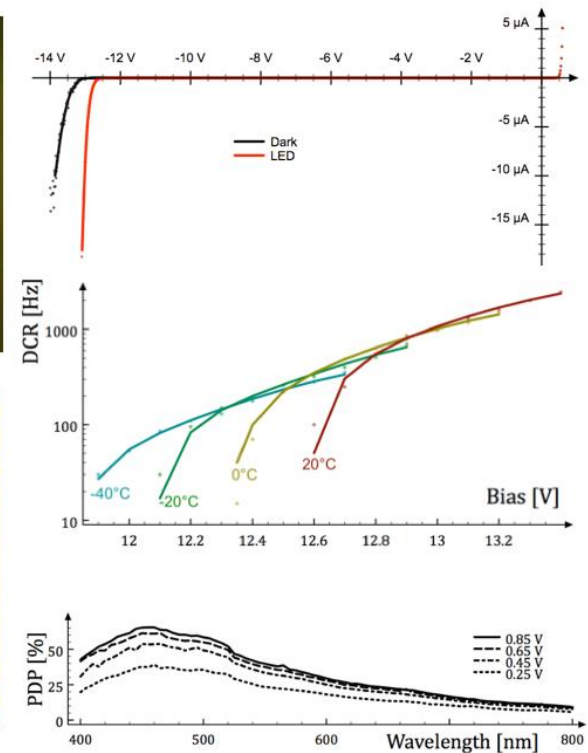 5 µA
-14 V -12 V -10 V -8 V -6 V -4 V -2 V
-5 µA
Dark
LED
-10 µA
-15 µA
DCR [Hz]
1000
100
10
-40°C
-20°C
0°C
20°C
Bias [V]
12 12.2 12.4 12.6 12.8 13 13.2
PDP [%]
50
25
0
0.85 V
0.65 V
0.45 V
0.25 V
400 500 600 800
Wavelength [nm]